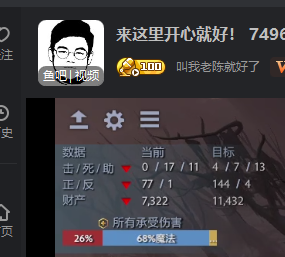 来这里开心就好! 7496
关注
鱼吧 | 视频
100
叫我老陈就好了
历史
数据 当前 目标
击/死/助 0 / 17 / 11 4 / 7 / 13
正/反 77 / 1 144 / 4
财产 7,322 11,432
所有承受伤害
26% 68%魔法
首页